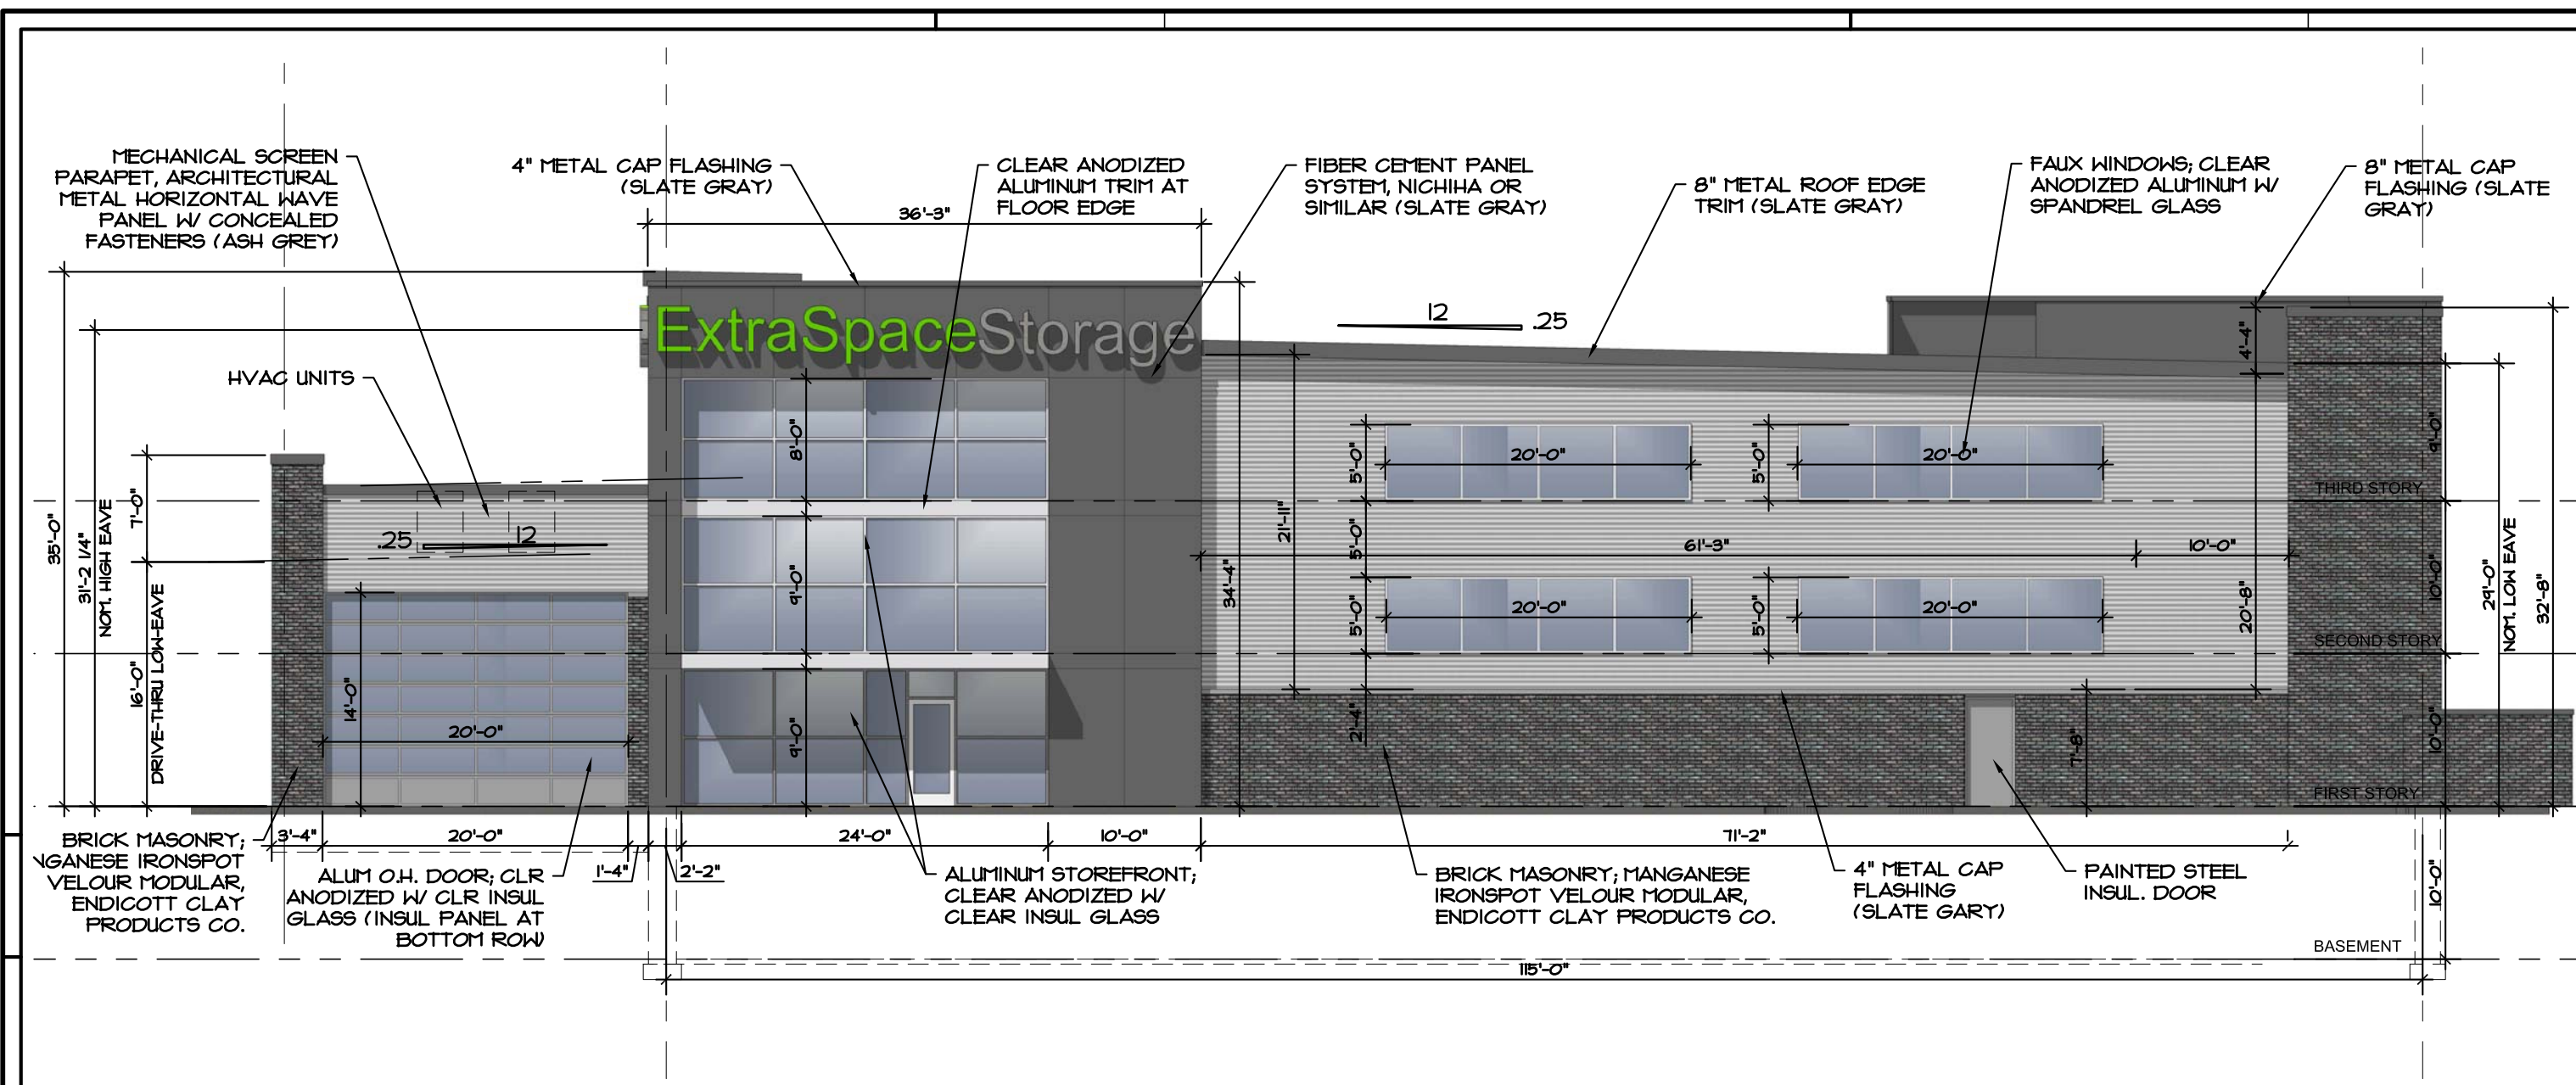 MECHANICAL SCREEN
PARAPET, ARCHITECTURAL
METAL HORIZONTAL WAVE
PANEL W/ CONCEALED
FASTENERS (ASH GREY)
4" METAL CAP FLASHING
(SLATE GRAY)
CLEAR ANODIZED
ALUMINUM TRIM AT
FLOOR EDGE
FIBER CEMENT PANEL
SYSTEM, NICHIHA OR
SIMILAR (SLATE GRAY)
8" METAL ROOF EDGE
TRIM (SLATE GRAY)
FAUX WINDOWS; CLEAR
ANODIZED ALUMINUM W/
SPANDREL GLASS
8" METAL CAP
FLASHING (SLATE
GRAY)
36'-3"
HVAC UNITS
ExtraSpaceStorage
12
.25
4'-4"
35'-0"
31'-2 1/4"
NOM. HIGH EAVE
7'-0"
16'-0"
DRIVE-THRU LOW-EAVE
.25
12
14'-0"
20'-0"
8'-0"
9'-0"
9'-0"
34'-4"
21'-11"
5'-0"
20'-0"
5'-0"
20'-0"
5'-0"
61'-3"
10'-0"
5'-0"
20'-0"
5'-0"
20'-0"
2'-4"
7'-8"
20'-8"
9'-0"
THIRD STORY
10'-0"
SECOND STORY
10'-0"
FIRST STORY
29'-0"
NOM. LOW EAVE
32'-8"
3'-4"
20'-0"
1'-4"
2'-2"
24'-0"
10'-0"
71'-2"
1
BRICK MASONRY;
NGANESE IRONSPOT
VELOUR MODULAR,
ENDICOTT CLAY
PRODUCTS CO.
ALUM O.H. DOOR; CLR
ANODIZED W/ CLR INSUL
GLASS (INSUL PANEL AT
BOTTOM ROW)
ALUMINUM STOREFRONT;
CLEAR ANODIZED W/
CLEAR INSUL GLASS
BRICK MASONRY; MANGANESE
IRONSPOT VELOUR MODULAR,
ENDICOTT CLAY PRODUCTS CO.
4" METAL CAP
FLASHING
(SLATE GARY)
PAINTED STEEL
INSUL. DOOR
10'-0"
BASEMENT
115'-0"